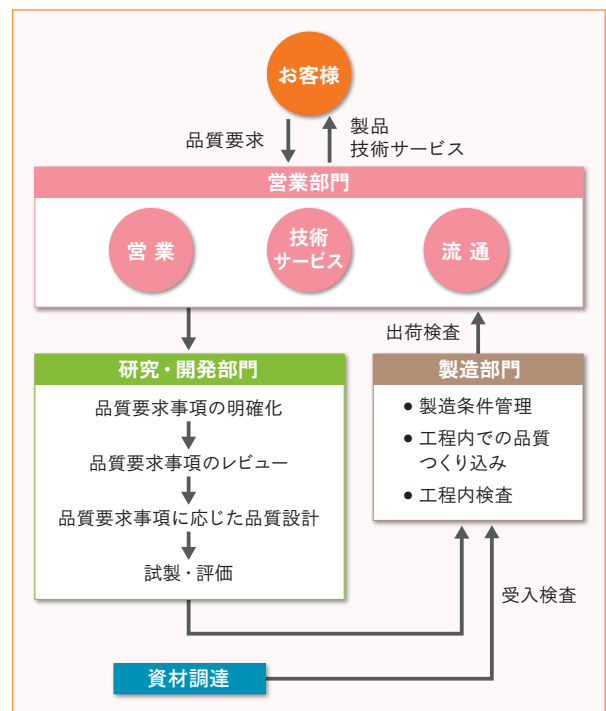 お客様
品質要求
製品
技術サービス
営業部門
営業
技術
サービス
流通
出荷検査
研究・開発部門
品質要求事項の明確化
品質要求事項のレビュー
品質要求事項に応じた品質設計
試製・評価
製造部門
● 製造条件管理
● 工程内での品質
つくり込み
● 工程内検査
受入検査
資材調達